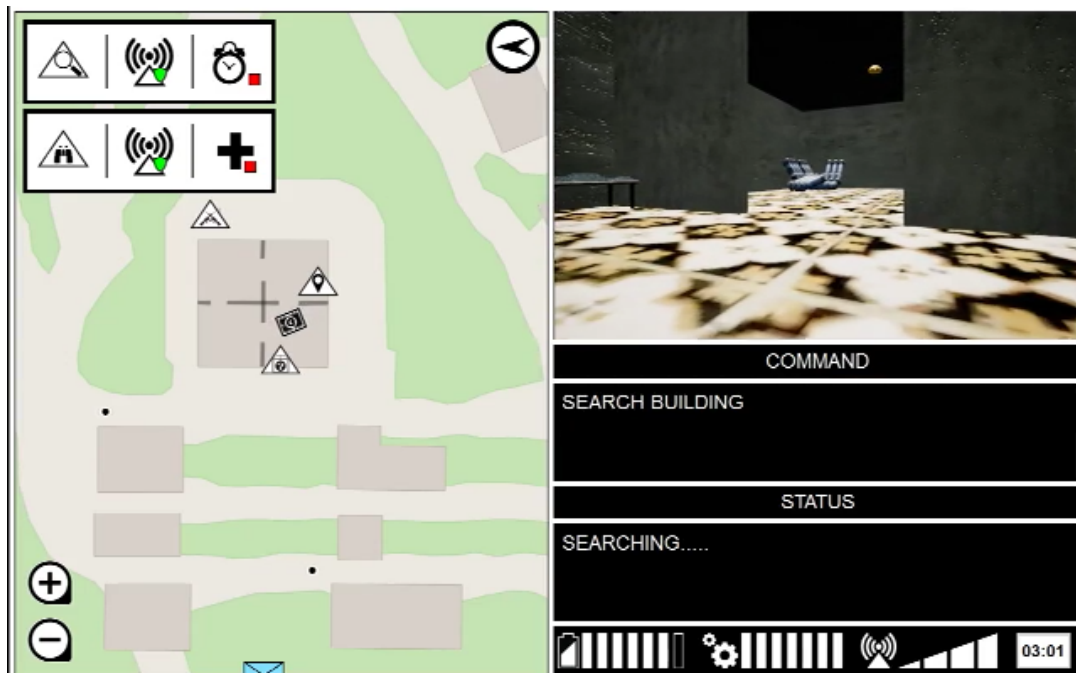 COMMAND
SEARCH BUILDING
STATUS
SEARCHING.....
03:01